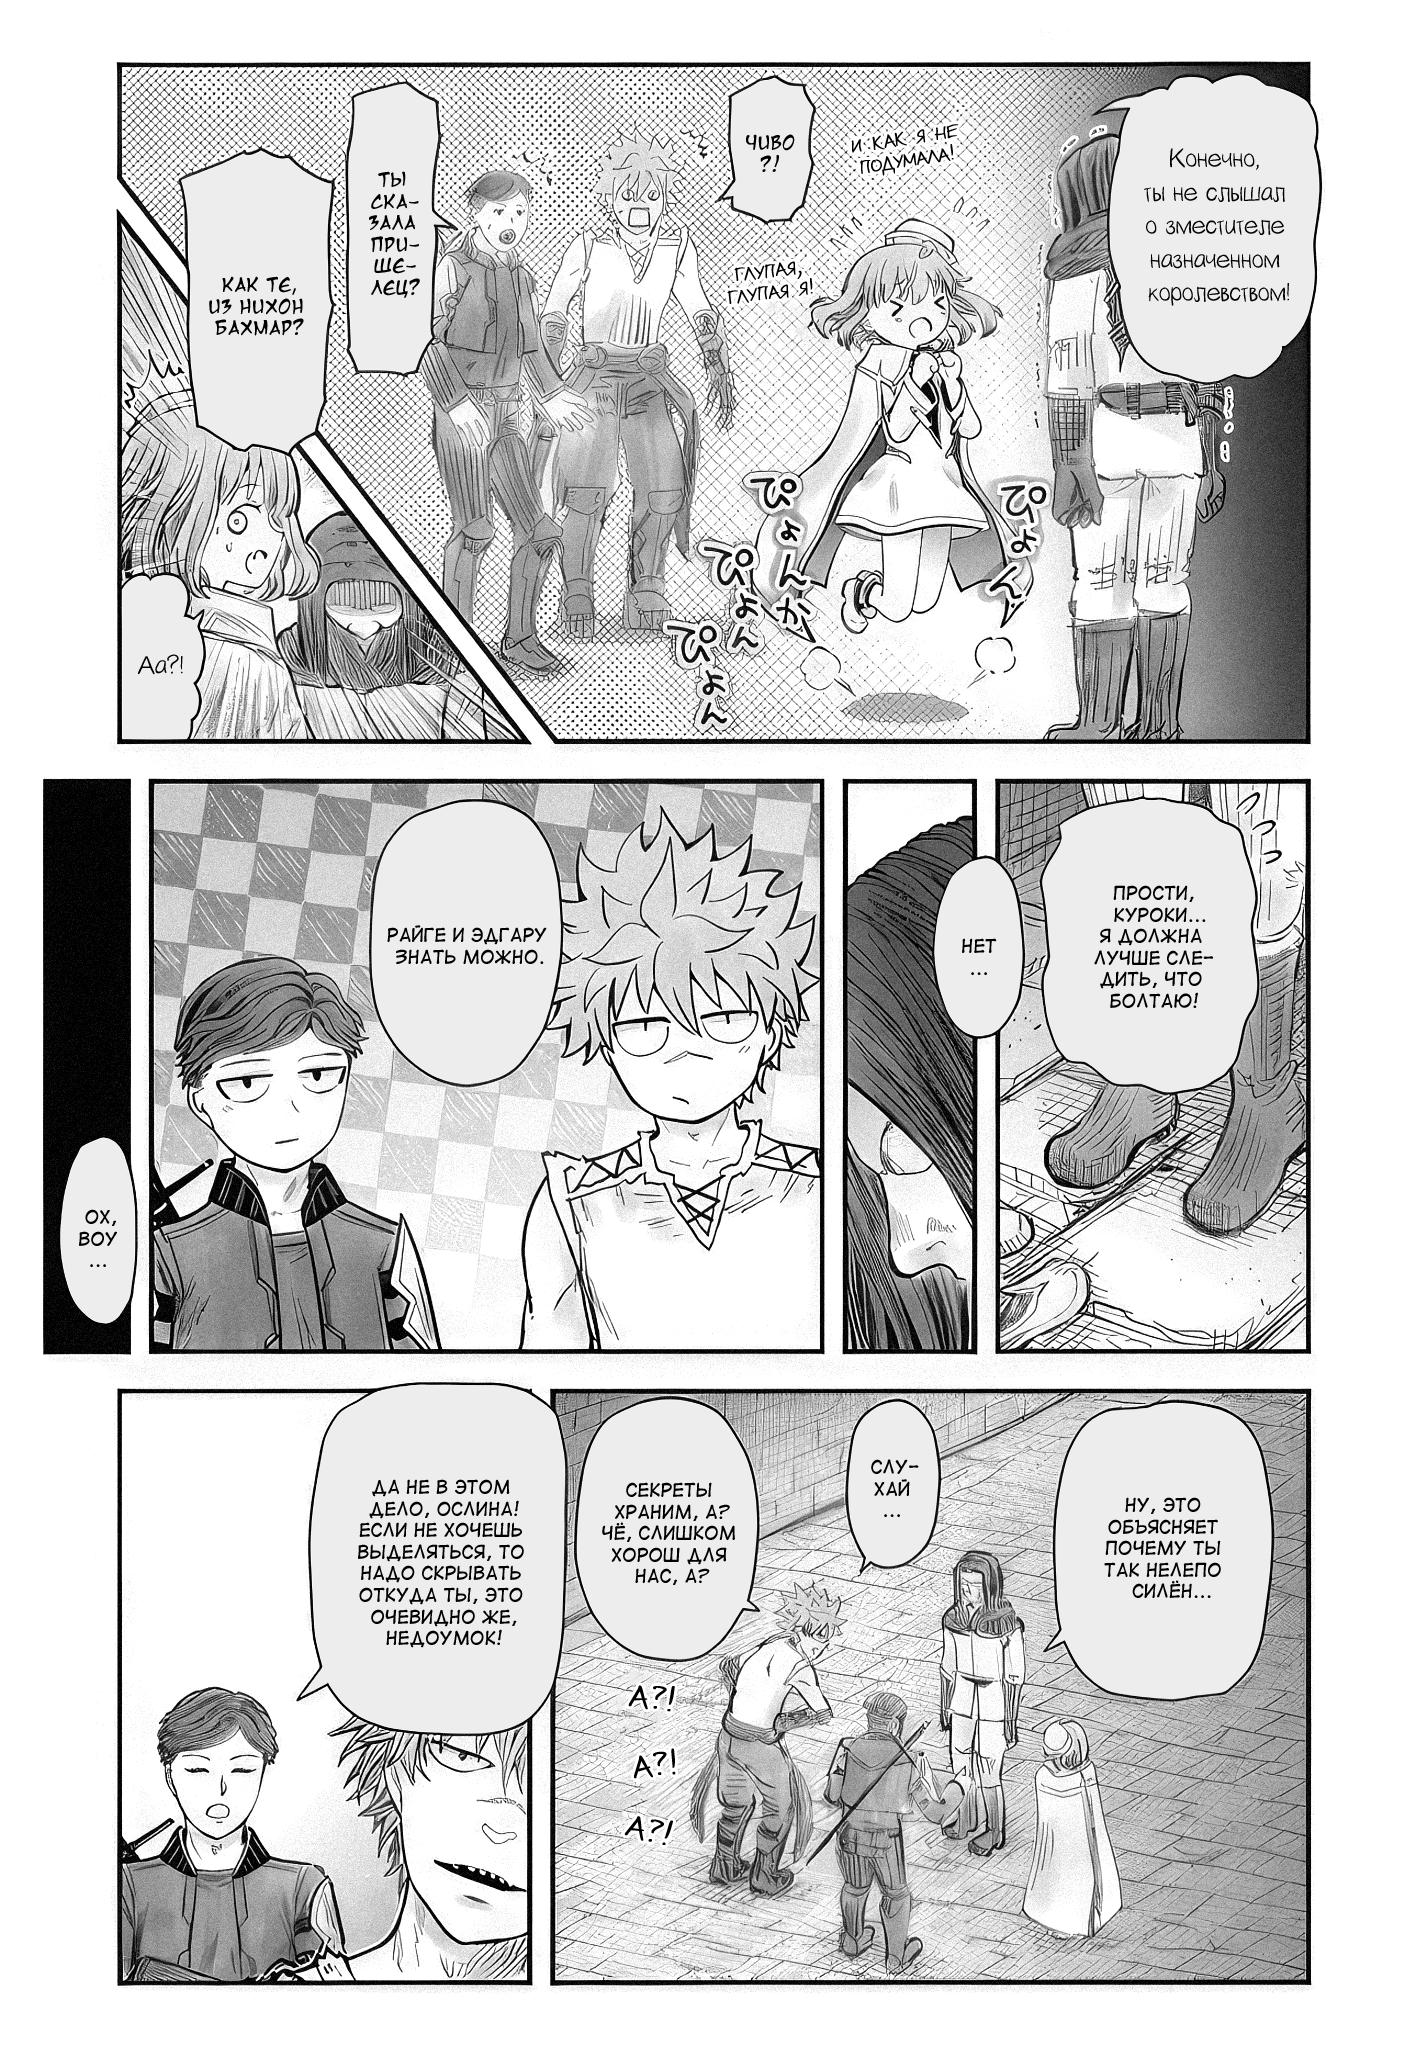 Конечно,
ты не слышал
о зместителе
назначенном
королевством!
И КАК Я НЕ
ПОДУМАЛА!
ГЛУПАЯ,
ГЛУПАЯ Я!
ぴょん
ぴょんか
ぴょん
ぴょん
ЧИВО
?!
ТЫ
СКА-
ЗАЛА
ПРИ-
ШЕ-
ЛЕЦ?
КАК ТЕ,
ИЗ НИХОН
БАХМАР?
Аа?!
ПРОСТИ,
КУРОКИ...
Я ДОЛЖНА
ЛУЧШЕ СЛЕ-
ДИТЬ, ЧТО
БОЛТАЮ!
НЕТ
...
РАЙГЕ И ЭДГАРУ
ЗНАТЬ МОЖНО.
ОХ,
ВОУ
...
НУ, ЭТО
ОБЪЯСНЯЕТ
ПОЧЕМУ ТЫ
ТАК НЕЛЕПО
СИЛЁН...
СЛУ-
ХАЙ
...
СЕКРЕТЫ
ХРАНИМ, А?
ЧЁ, СЛИШКОМ
ХОРОШ ДЛЯ
НАС, А?
А?!
А?!
А?!
ДА НЕ В ЭТОМ
ДЕЛО, ОСЛИНА!
ЕСЛИ НЕ ХОЧЕШЬ
ВЫДЕЛЯТЬСЯ, ТО
НАДО СКРЫВАТЬ
ОТКУДА ТЫ, ЭТО
ОЧЕВИДНО ЖЕ,
НЕДОУМОК!